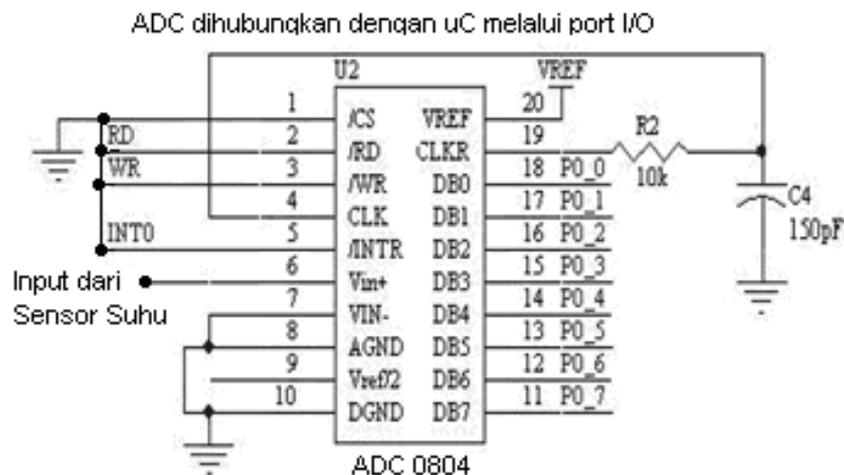 ADC dihubungkan dengan uC melalui port I/O
U2
VREF
1 /CS VREF 20
RD 2 /RD CLKR 19 R2 10k
WR 3 /WR DB0 18 P0_0
4 CLK DB1 17 P0_1
INT0 5 /INTR DB2 16 P0_2
Input dari Sensor Suhu 6 Vin+ DB3 15 P0_3
7 VIN- DB4 14 P0_4
8 AGND DB5 13 P0_5
9 Vref/2 DB6 12 P0_6
10 DGND DB7 11 P0_7
C4
150pF
ADC 0804